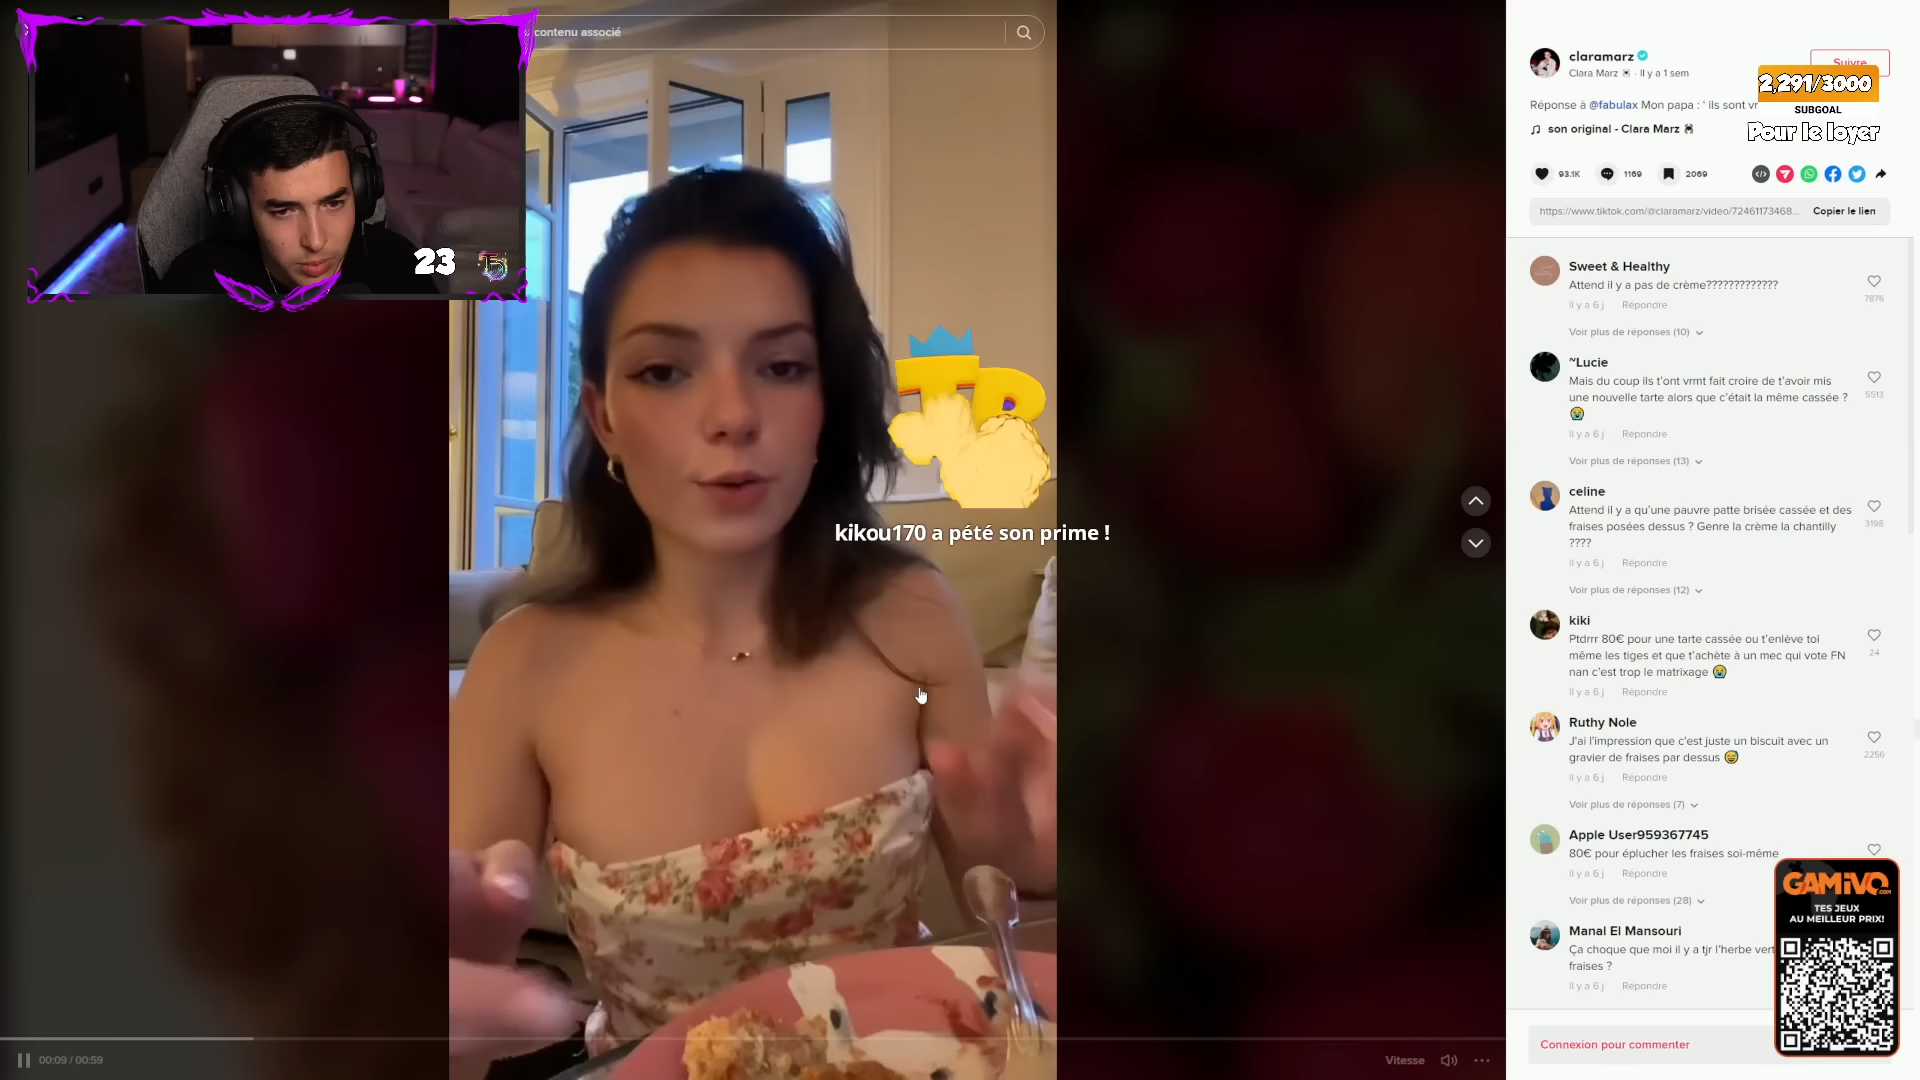 contenu associé
23
kikou170 a pété son prime !
00:09 / 00:59
Vitesse
claramarz
Clara Marz · Il y a 1 sem
Suivre
2,291/3000
SUBGOAL
Pour le loyer
Réponse à @fabulax Mon papa : ‘ ils sont vr
son original - Clara Marz
93.1K
1169
2069
https://www.tiktok.com/@claramarz/video/72461173468...
Copier le lien
Sweet & Healthy
Attend il y a pas de crème?????????????
7876
Il y a 6 j Répondre
Voir plus de réponses (10)
~Lucie
Mais du coup ils t’ont vrmt fait croire de t’avoir mis
une nouvelle tarte alors que c’était la même cassée ?
😭
5513
Il y a 6 j Répondre
Voir plus de réponses (13)
celine
Attend il y a qu’une pauvre patte brisée cassée et des
fraises posées dessus ? Genre la crème la chantilly
????
3198
Il y a 6 j Répondre
Voir plus de réponses (12)
kiki
Ptdrrr 80€ pour une tarte cassée ou t’enlève toi
même les tiges et que t’achète à un mec qui vote FN
nan c’est trop le matrixage 😭
24
Il y a 6 j Répondre
Ruthy Nole
J'ai l'impression que c'est juste un biscuit avec un
gravier de fraises par dessus 😅
2256
Il y a 6 j Répondre
Voir plus de réponses (7)
Apple User959367745
80€ pour éplucher les fraises soi-même
Il y a 6 j Répondre
Voir plus de réponses (28)
Manal El Mansouri
Ça choque que moi il y a tjr l’herbe vert
fraises ?
Il y a 6 j Répondre
Connexion pour commenter
GAMIVO.COM
TES JEUX
AU MEILLEUR PRIX!